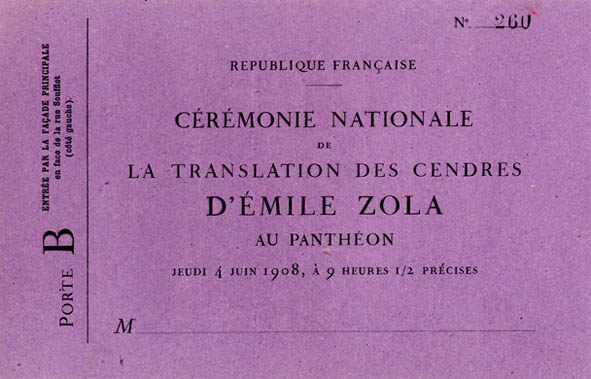 Nº 260
REPUBLIQUE FRANÇAISE
CÉRÉMONIE NATIONALE
DE
LA TRANSLATION DES CENDRES
D'ÉMILE ZOLA
AU PANTHÉON
JEUDI 4 JUIN 1908, À 9 HEURES 1/2 PRÉCISES
M
PORTE B
ENTRÉE PAR LA FAÇADE PRINCIPALE
en face de la rue Soufflot
(côté gauche).